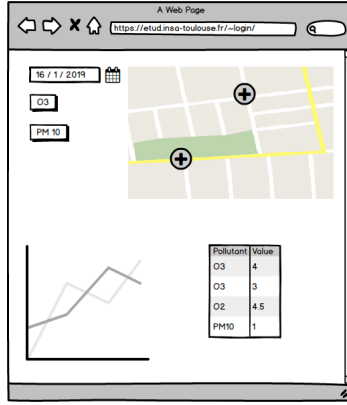 A Web Page
https://etud.insa-toulouse.fr/~login/
16 / 1 / 2019
O3
PM 10
Pollutant Value
O3 4
O3 3
O2 4.5
PM10 1